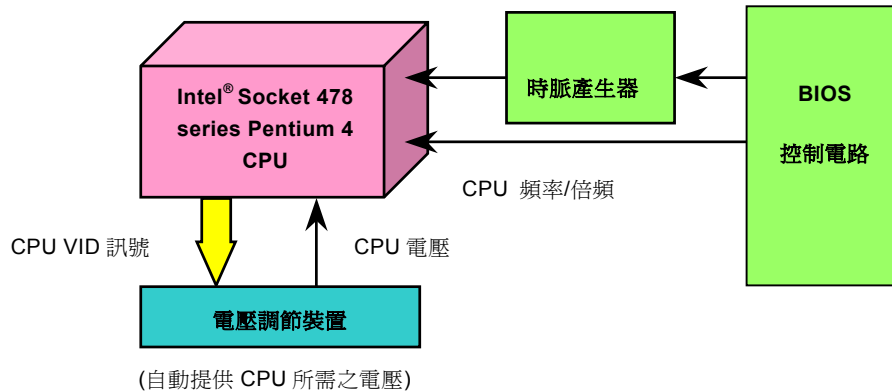 Intel® Socket 478
series Pentium 4
CPU
時脈產生器
BIOS
控制電路
CPU 頻率/倍頻
CPU VID 訊號
CPU 電壓
電壓調節裝置
(自動提供 CPU 所需之電壓)